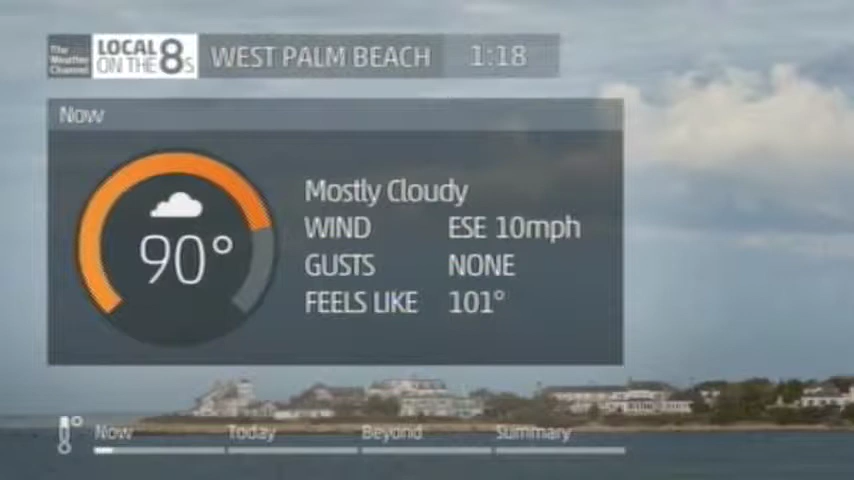 The Weather Channel
LOCAL ON THE 8s
WEST PALM BEACH 1:18
Now
90°
Mostly Cloudy
WIND ESE 10mph
GUSTS NONE
FEELS LIKE 101°
Now Today Beyond Summary